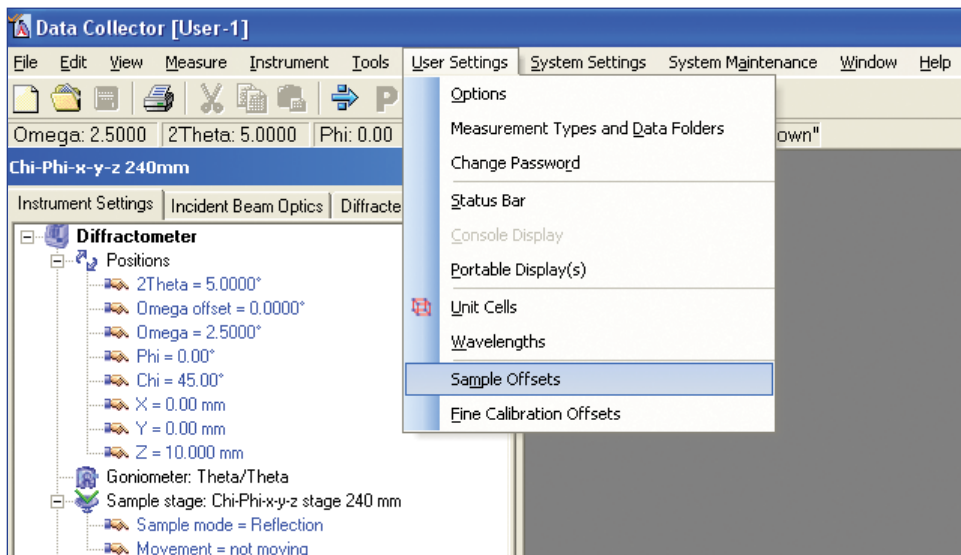 Data Collector [User-1]
File Edit View Measure Instrument Tools User Settings System Settings System Maintenance Window Help
P
Omega: 2.5000 2Theta: 5.0000 Phi: 0.00 own"
Chi-Phi-x-y-z 240mm
Instrument Settings Incident Beam Optics Diffracte
Diffractometer
Positions
2Theta = 5.0000°
Omega offset = 0.0000°
Omega = 2.5000°
Phi = 0.00°
Chi = 45.00°
X = 0.00 mm
Y = 0.00 mm
Z = 10.000 mm
Goniometer: Theta/Theta
Sample stage: Chi-Phi-x-y-z stage 240 mm
Sample mode = Reflection
Movement = not moving
Options
Measurement Types and Data Folders
Change Password
Status Bar
Console Display
Portable Display(s)
Unit Cells
Wavelengths
Sample Offsets
Fine Calibration Offsets